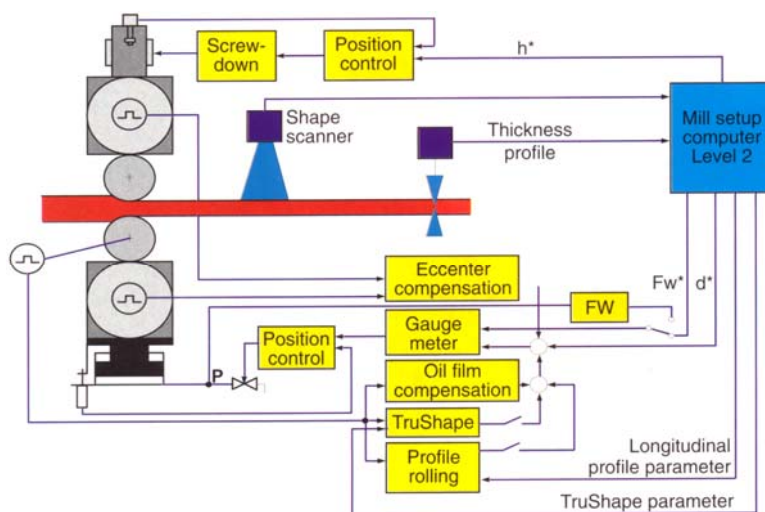 Screw-
down
Position
control
h*
Shape
scanner
Thickness
profile
Mill setup
computer
Level 2
Eccenter
compensation
Fw*
d*
FW
Gauge
meter
Position
control
P
Oil film
compensation
TruShape
Profile
rolling
Longitudinal
profile parameter
TruShape parameter